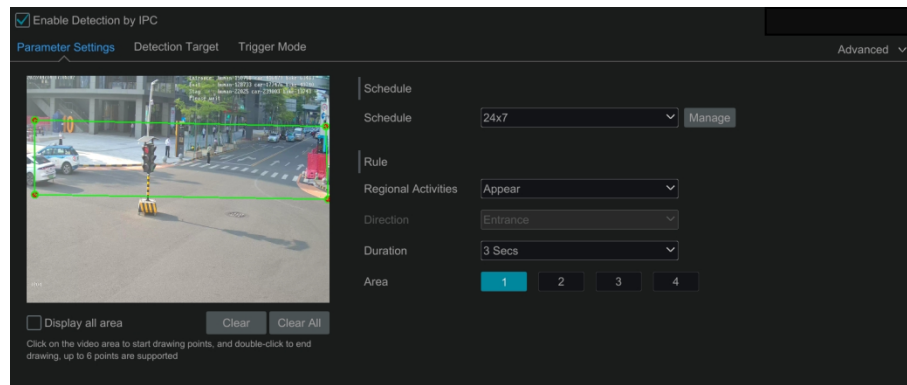 Enable Detection by IPC
Parameter Settings
Detection Target
Trigger Mode
Advanced
Schedule
Schedule
24x7
Manage
Rule
Regional Activities
Appear
Direction
Entrance
Duration
3 Secs
Area
1
2
3
4
Display all area
Clear
Clear All
Click on the video area to start drawing points, and double-click to end
drawing, up to 6 points are supported